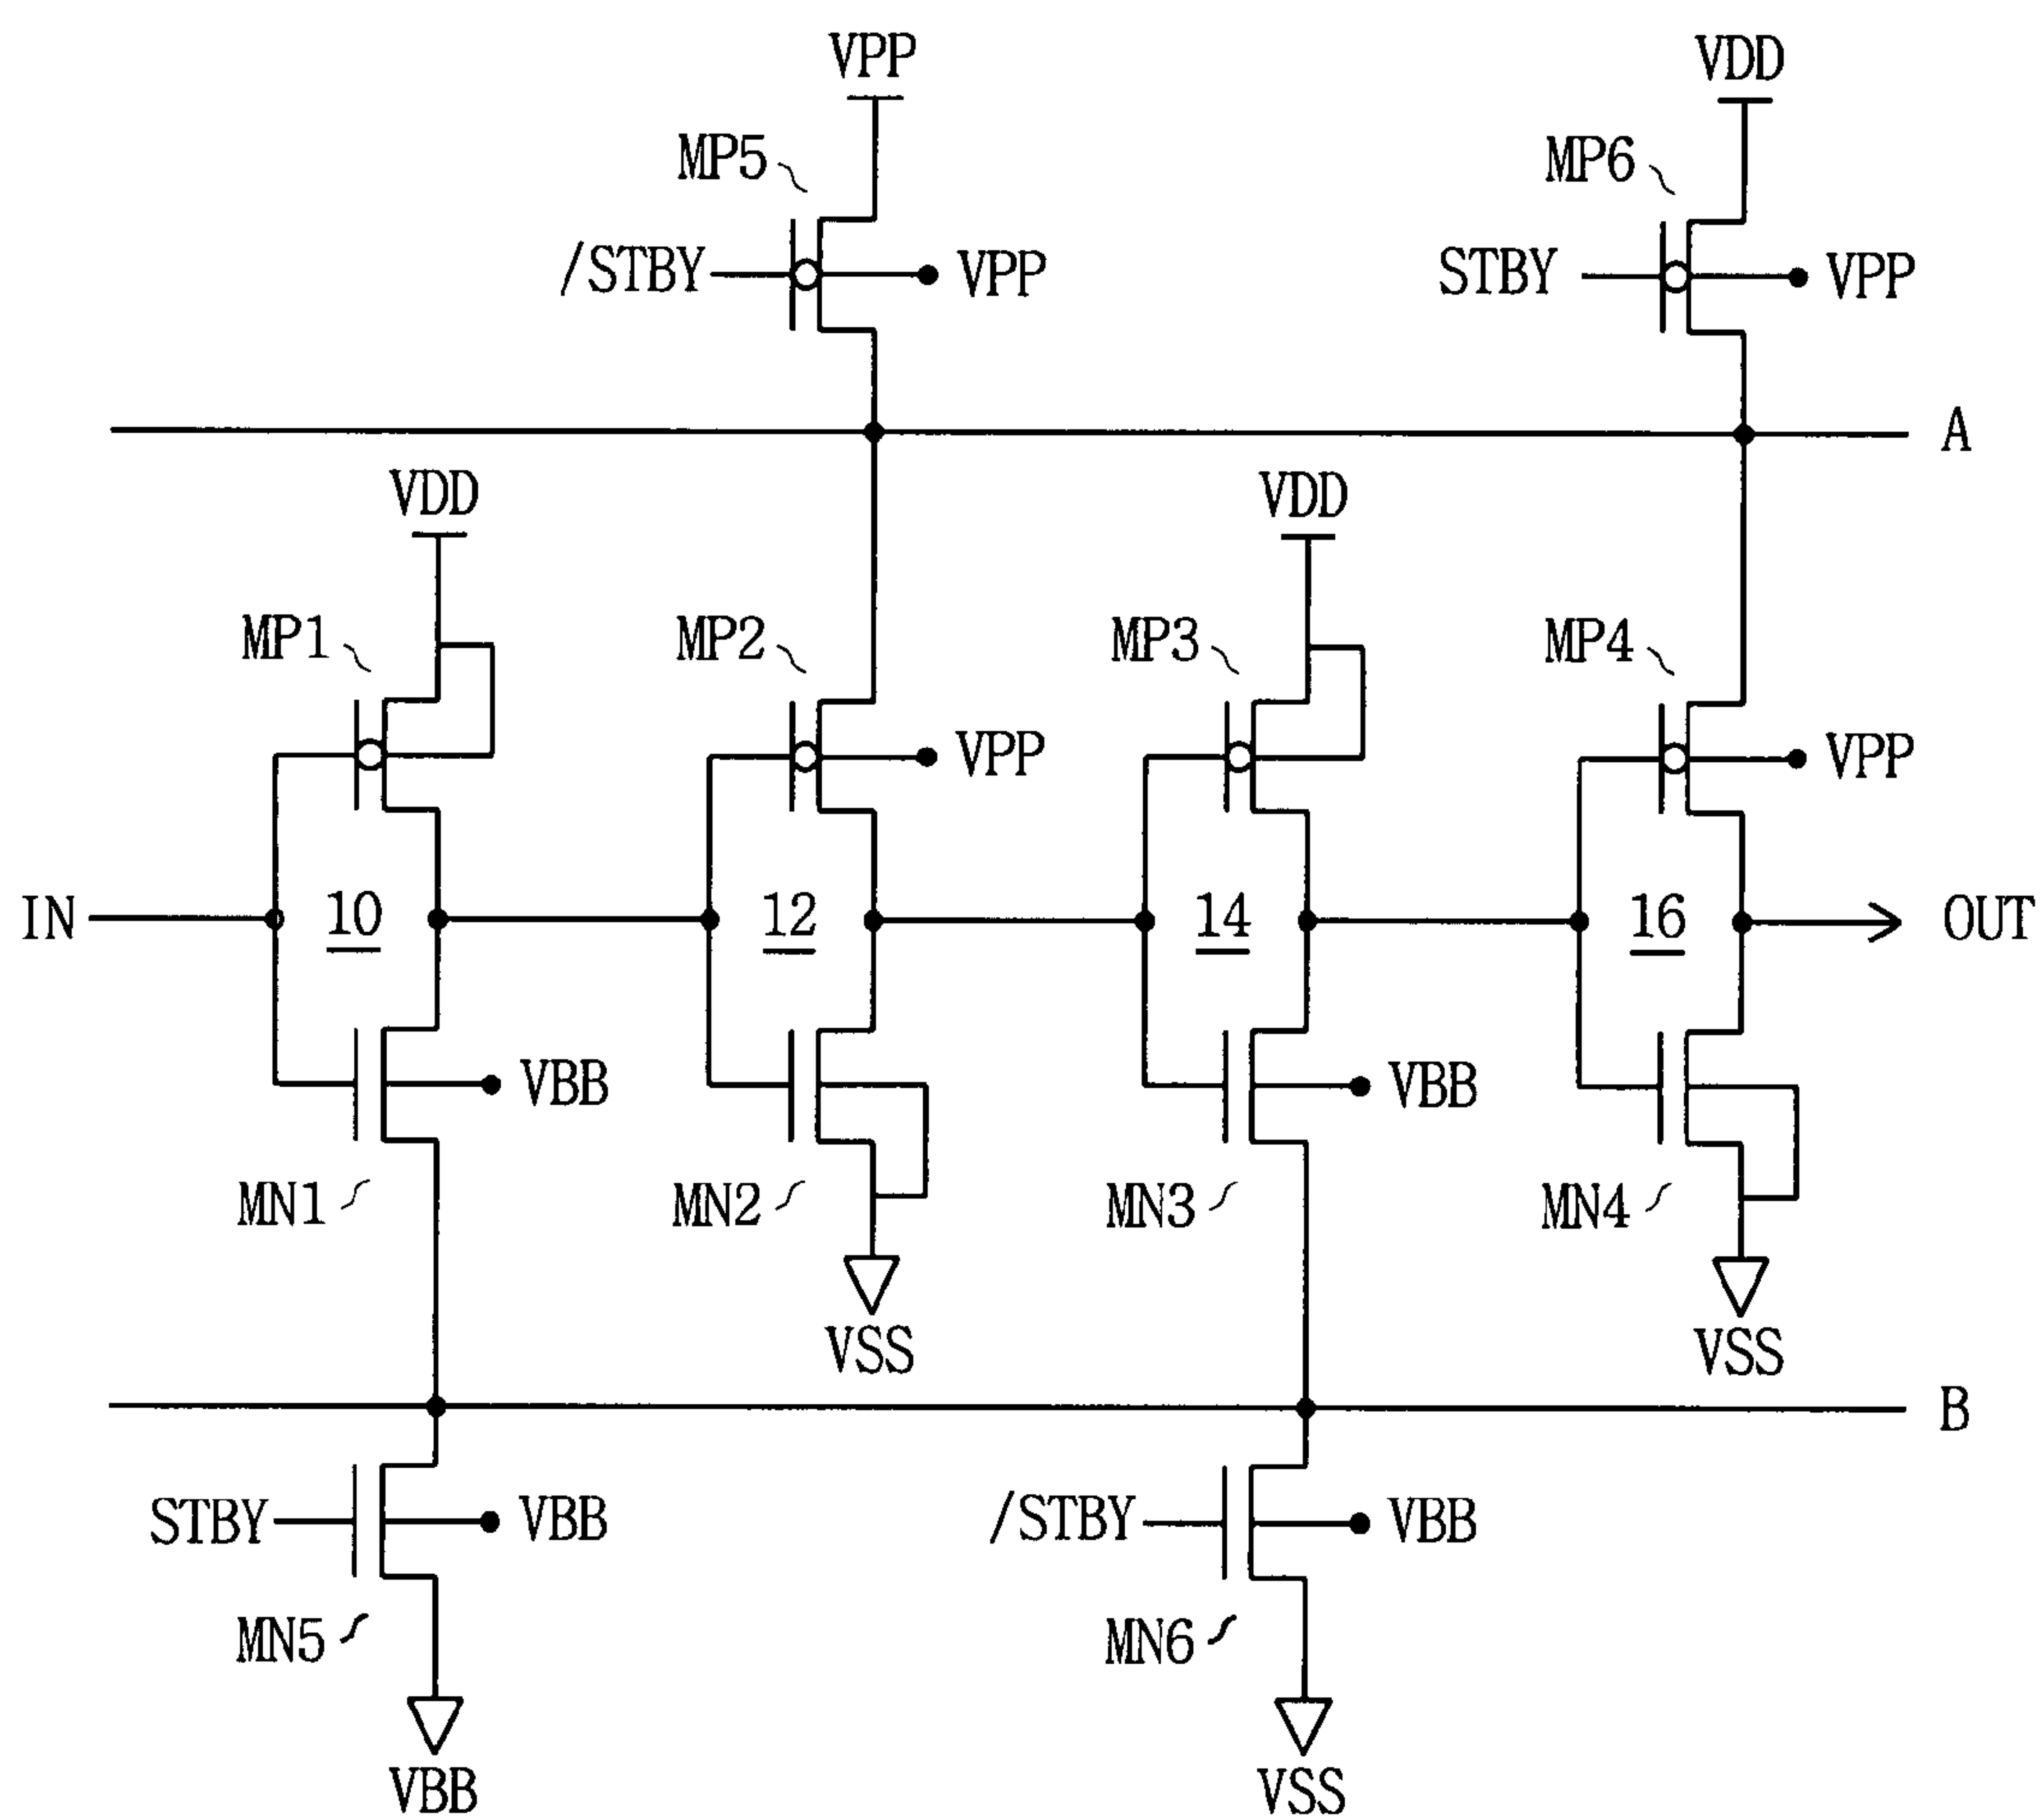 VPP
VDD
MP5
MP6
/STBY
VPP
STBY
VPP
A
VDD
VDD
MP1
MP2
MP3
MP4
VPP
VPP
IN
10
12
14
16
OUT
VBB
VBB
MN1
MN2
MN3
MN4
VSS
VSS
B
STBY
VBB
/STBY
VBB
MN5
MN6
VBB
VSS